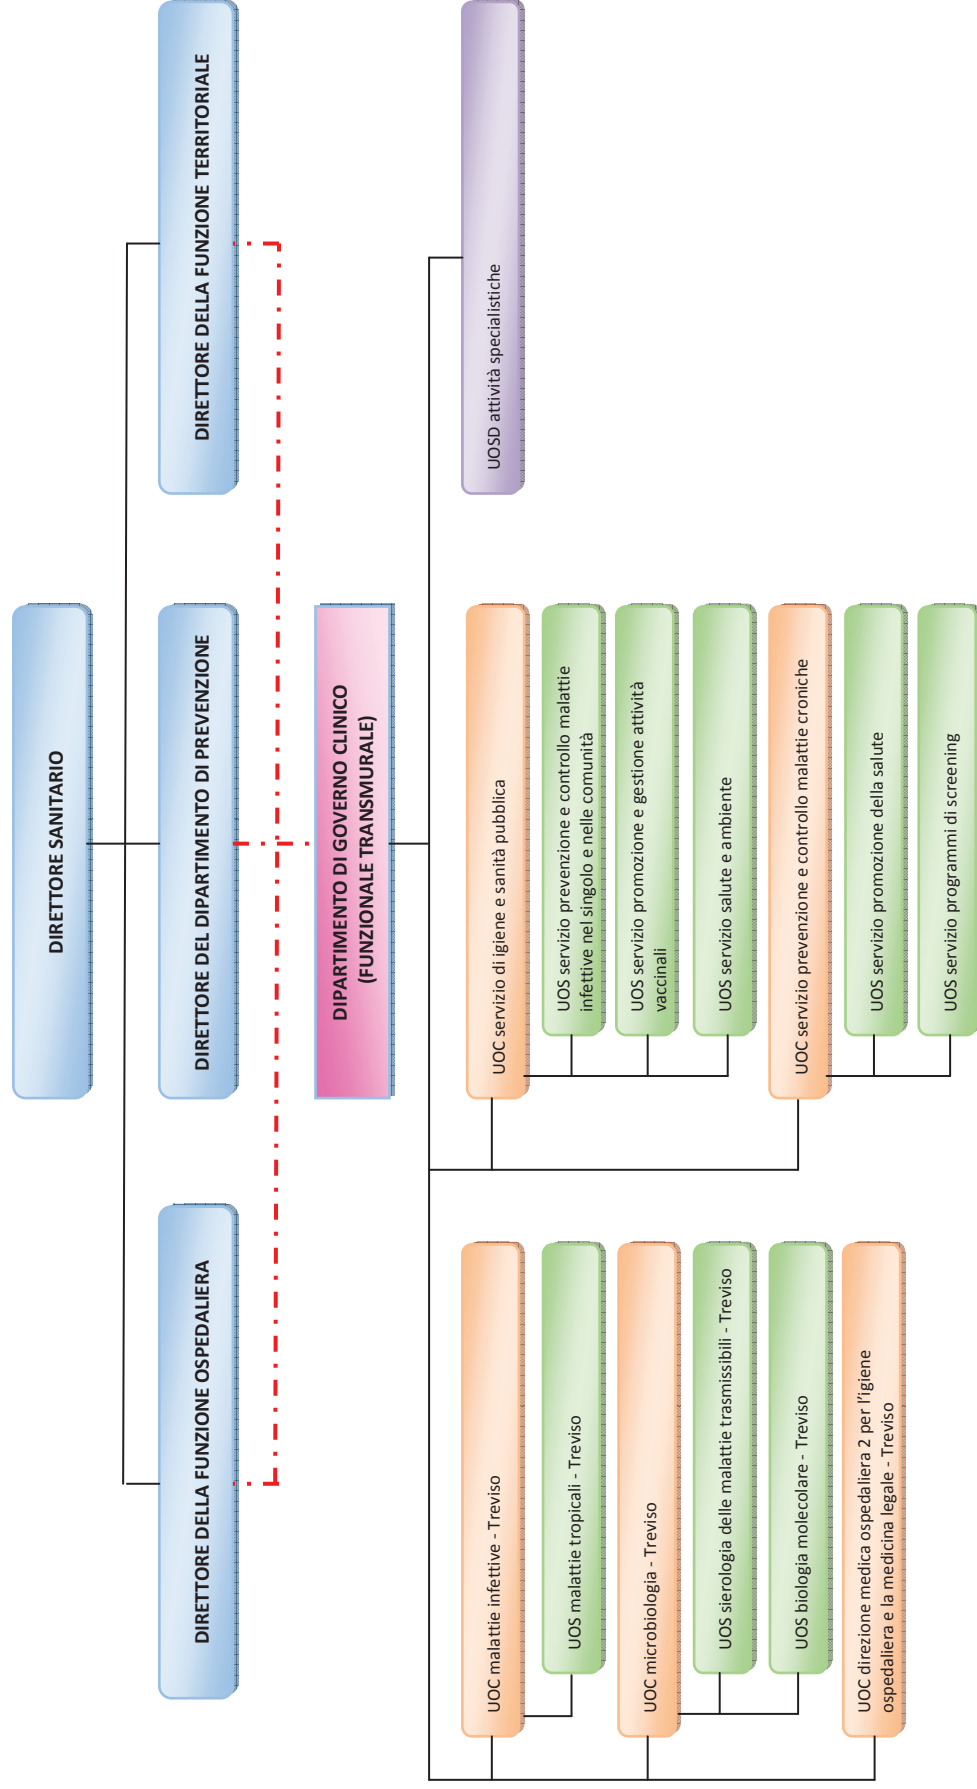 DIRETTORE SANITARIO
DIRETTORE DELLA FUNZIONE OSPEDALIERA
DIRETTORE DEL DIPARTIMENTO DI PREVENZIONE
DIRETTORE DELLA FUNZIONE TERRITORIALE
DIPARTIMENTO DI GOVERNO CLINICO
(FUNZIONALE TRANSMURALE)
UOC malattie infettive - Treviso
UOS malattie tropicali - Treviso
UOC microbiologia - Treviso
UOS sierologia delle malattie trasmissibili - Treviso
UOS biologia molecolare - Treviso
UOC direzione medica ospedaliera 2 per l'igiene
ospedaliera e la medicina legale - Treviso
UOC servizio di igiene e sanità pubblica
UOS servizio prevenzione e controllo malattie
infettive nel singolo e nelle comunità
UOS servizio promozione e gestione attività
vaccinali
UOS servizio salute e ambiente
UOC servizio prevenzione e controllo malattie croniche
UOS servizio promozione della salute
UOS servizio programmi di screening
UOSD attività specialistiche